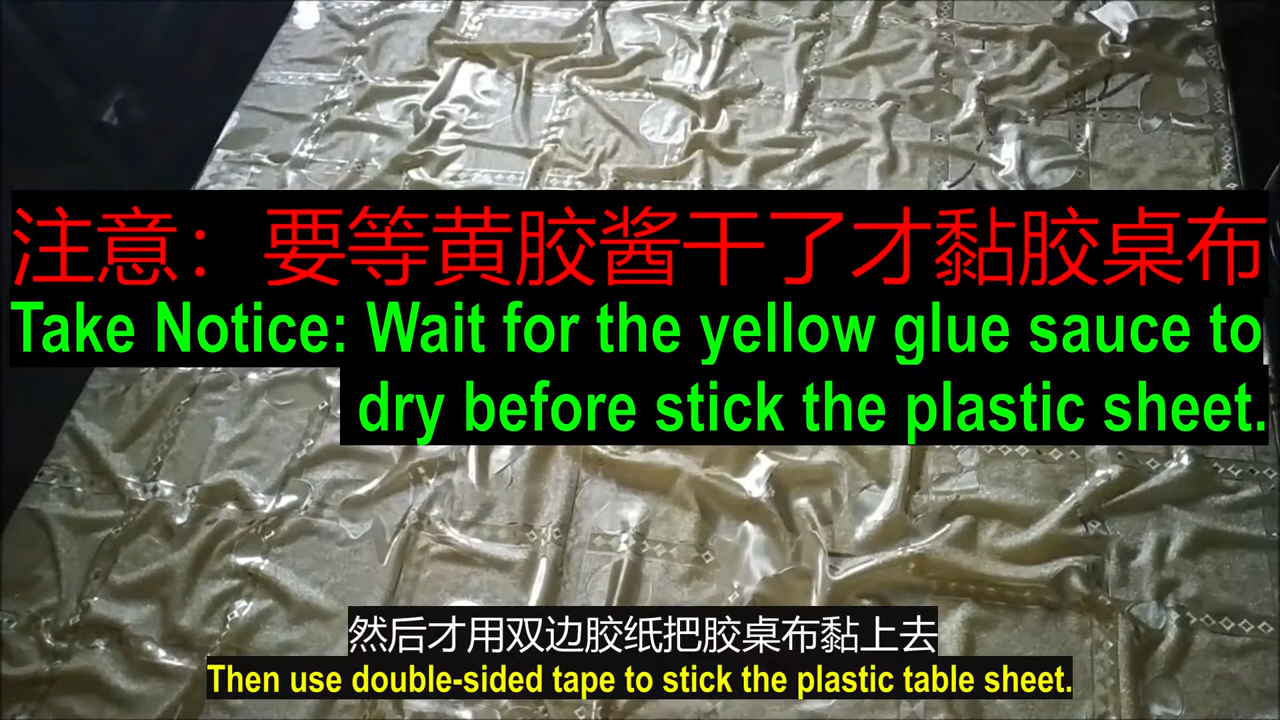 注意：要等黄胶酱干了才黏胶桌布
Take Notice: Wait for the yellow glue sauce to
dry before stick the plastic sheet.
然后才用双边胶纸把胶桌布黏上去
Then use double-sided tape to stick the plastic table sheet.